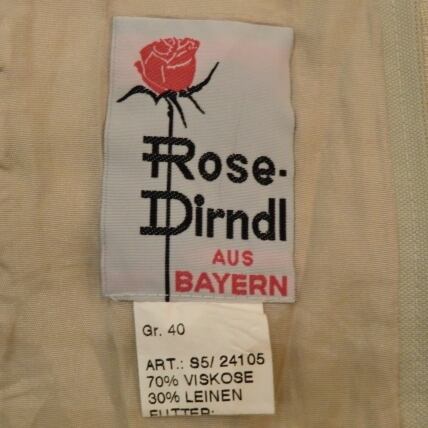 Rose-
Dirndl
AUS
BAYERN
Gr. 40
ART.: S5/ 24105
70% VISKOSE
30% LEINEN
FUTTER: